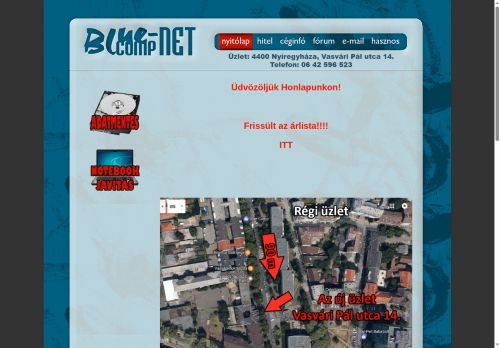 Blue-
COMP NET
nyitólap hitel céginfó fórum e-mail hasznos
Üzlet: 4400 Nyíregyháza, Vasvári Pál utca 14.
Telefon: 06 42 596 523
Üdvözöljük Honlapunkon!
Frissült az árlista!!!!
ITT
ADATMENTÉS
NOTEBOOK
JAVÍTÁS
Régi üzlet
Az új üzlet
Vasvári Pál utca 14.